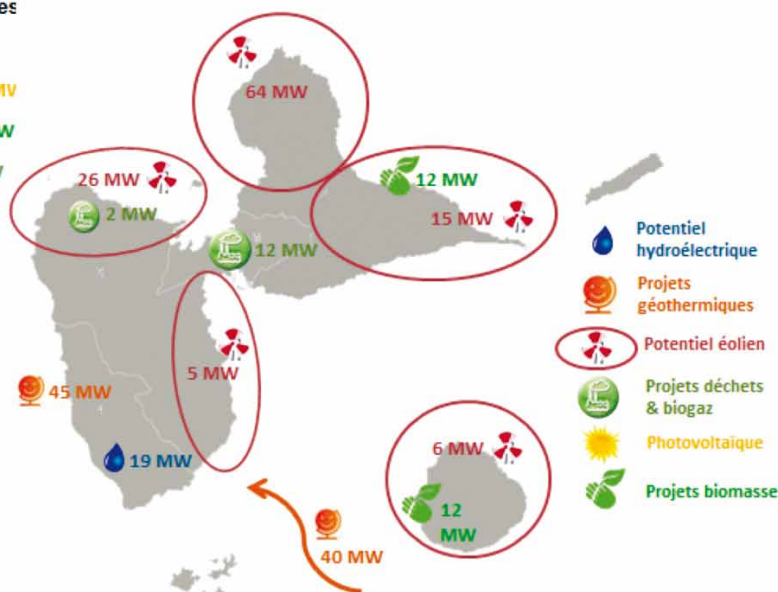 es
MW
W
64 MW
26 MW
2 MW
12 MW
15 MW
12 MW
5 MW
45 MW
19 MW
6 MW
12
MW
40 MW
Potentiel
hydroélectrique
Projets
géothermiques
Potentiel éolien
Projets déchets
& biogaz
Photovoltaïque
Projets biomasse